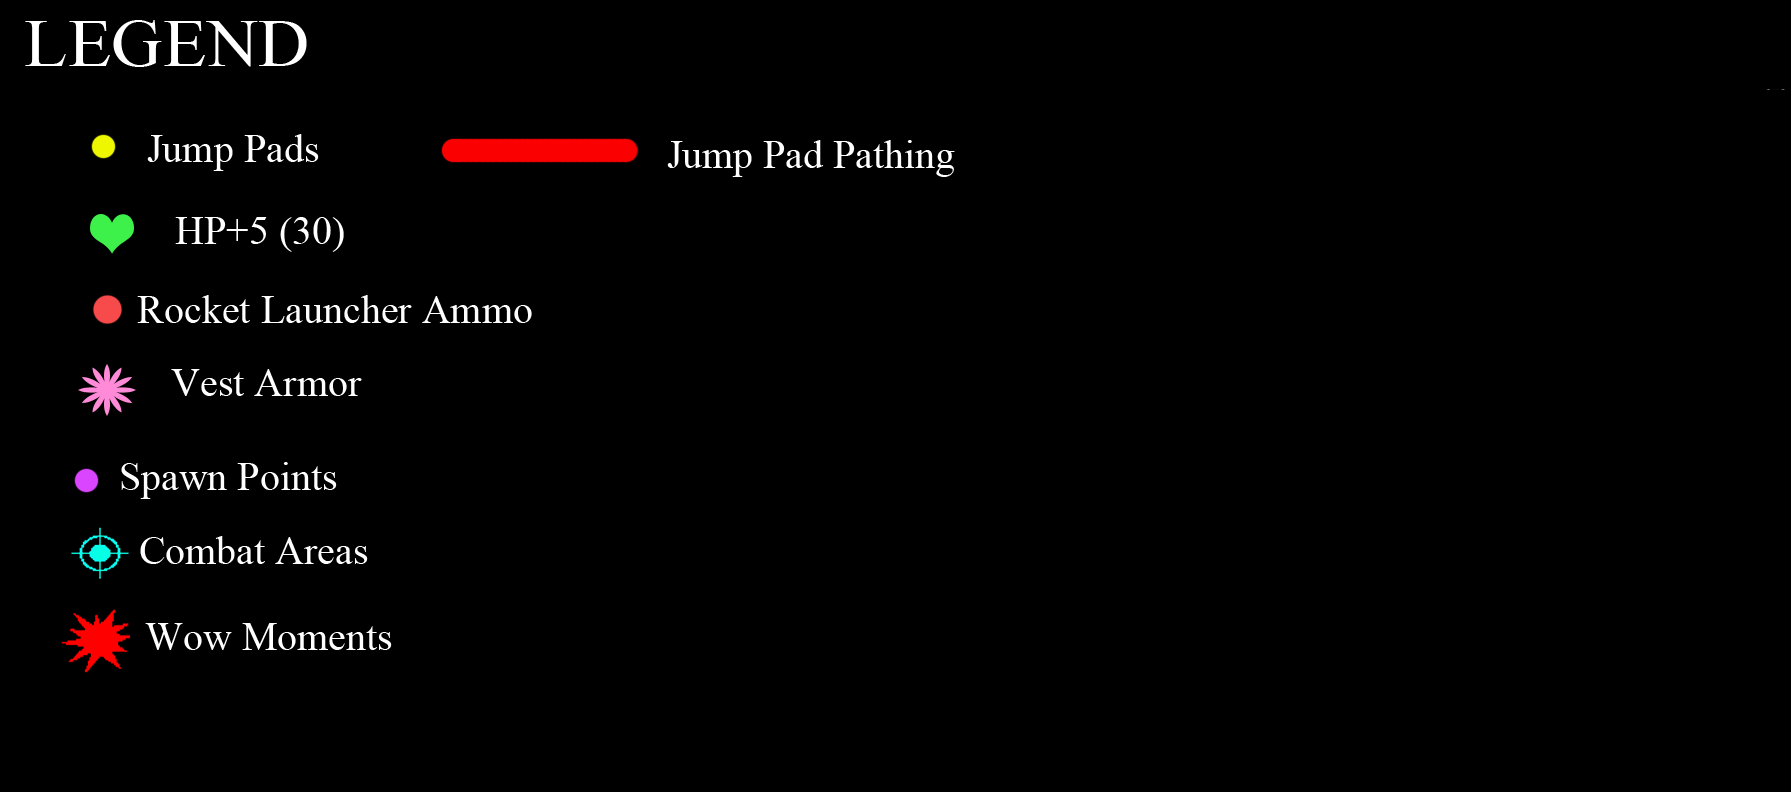 LEGEND
Jump Pads
Jump Pad Pathing
HP+5 (30)
Rocket Launcher Ammo
Vest Armor
Spawn Points
Combat Areas
Wow Moments